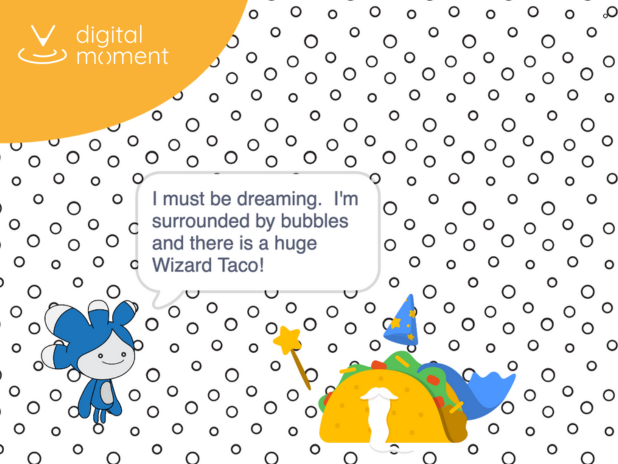 digital
moment
I must be dreaming.  I'm
surrounded by bubbles
and there is a huge
Wizard Taco!